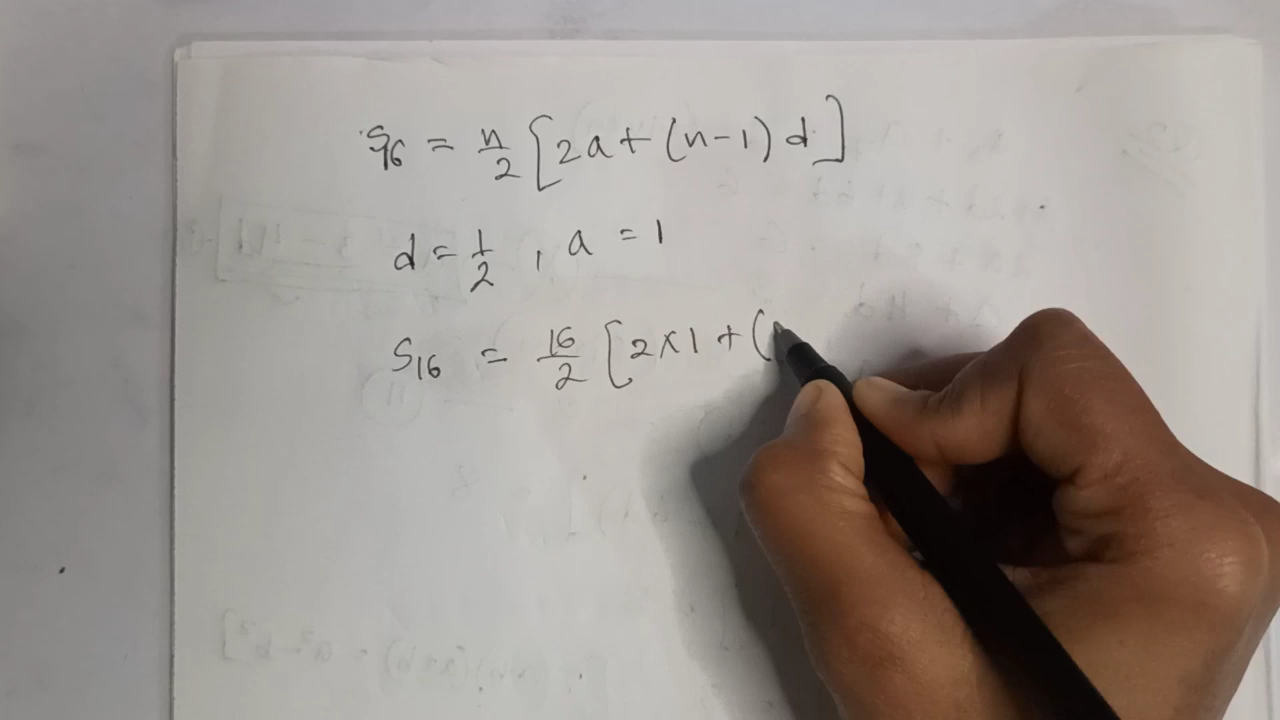 S16 = n/2 [2a + (n-1) d]
d = 1/2 , a = 1
S16 = 16/2 [2×1 + (